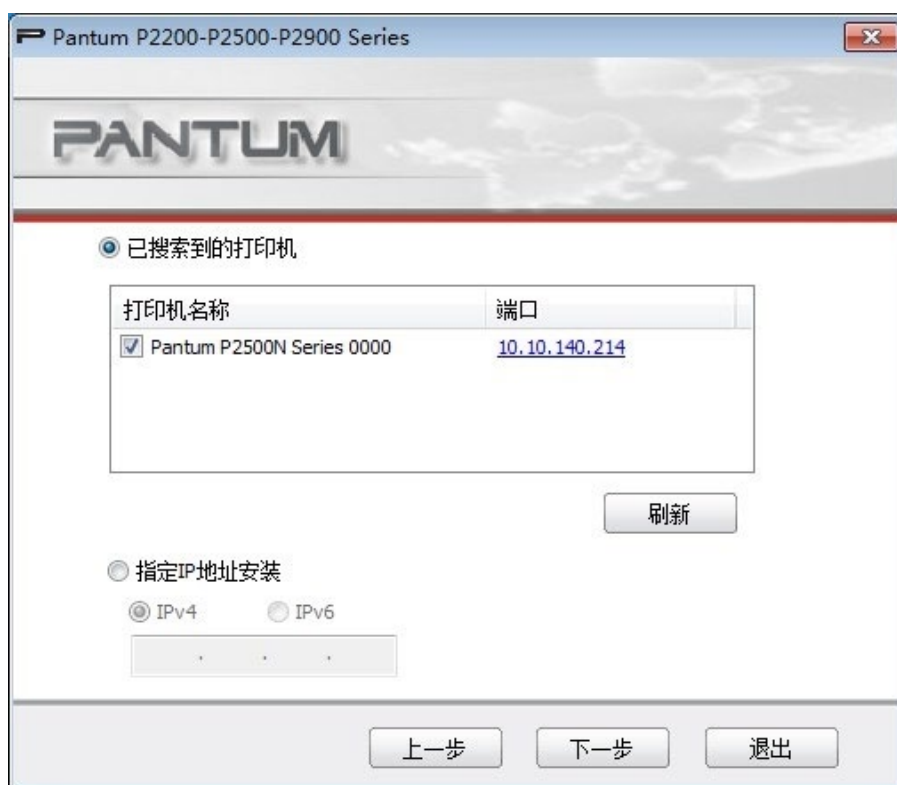 Pantum P2200-P2500-P2900 Series
PANTUM
已搜索到的打印机
打印机名称 端口
Pantum P2500N Series 0000 10.10.140.214
刷新
指定IP地址安装
IPv4 IPv6
. . .
上一步 下一步 退出